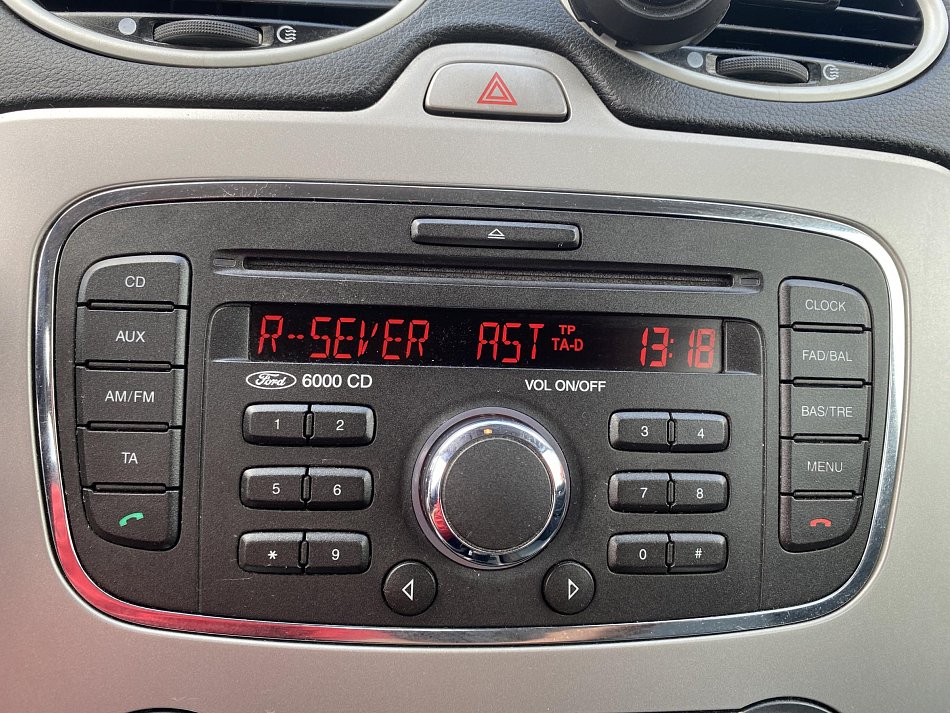 R-SEVER AST TP TA-D 13:18
Ford 6000 CD
VOL ON/OFF
CD
AUX
AM/FM
TA
1 2
5 6
* 9
3 4
7 8
0 #
CLOCK
FAD/BAL
BAS/TRE
MENU